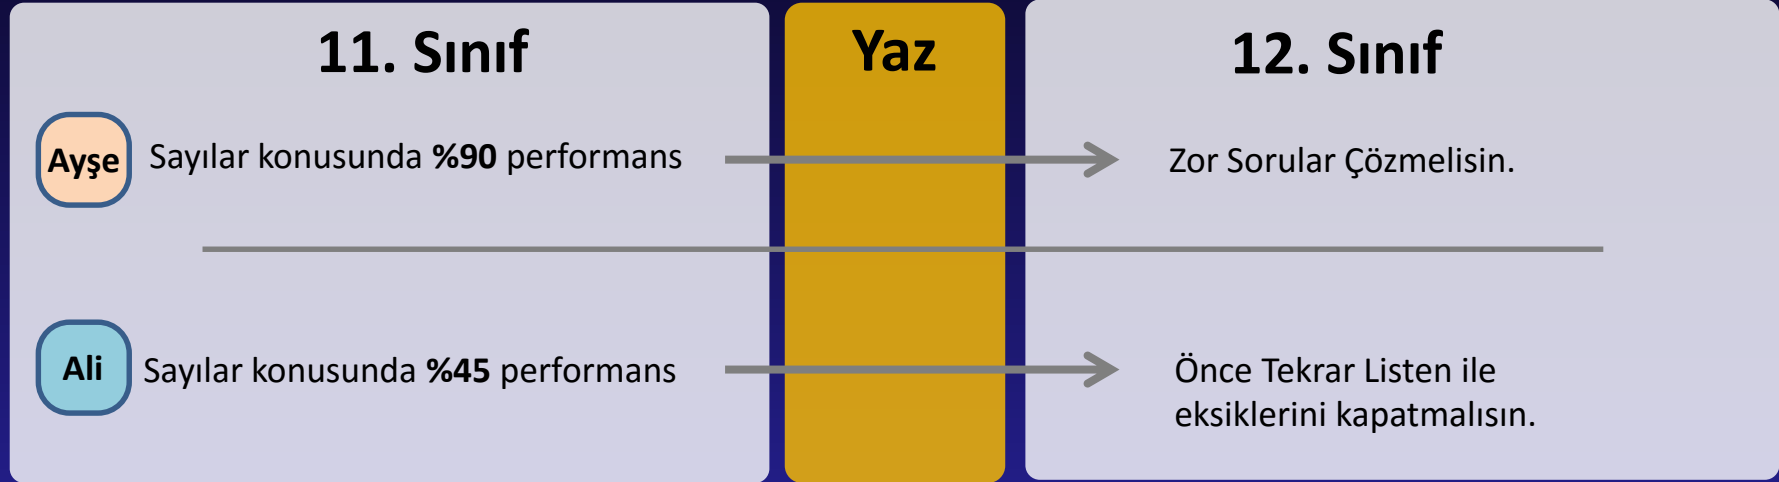 11. Sınıf
Yaz
12. Sınıf
Ayşe
Sayılar konusunda %90 performans
Zor Sorular Çözmelisin.
Ali
Sayılar konusunda %45 performans
Önce Tekrar Listen ile
eksiklerini kapatmalısın.